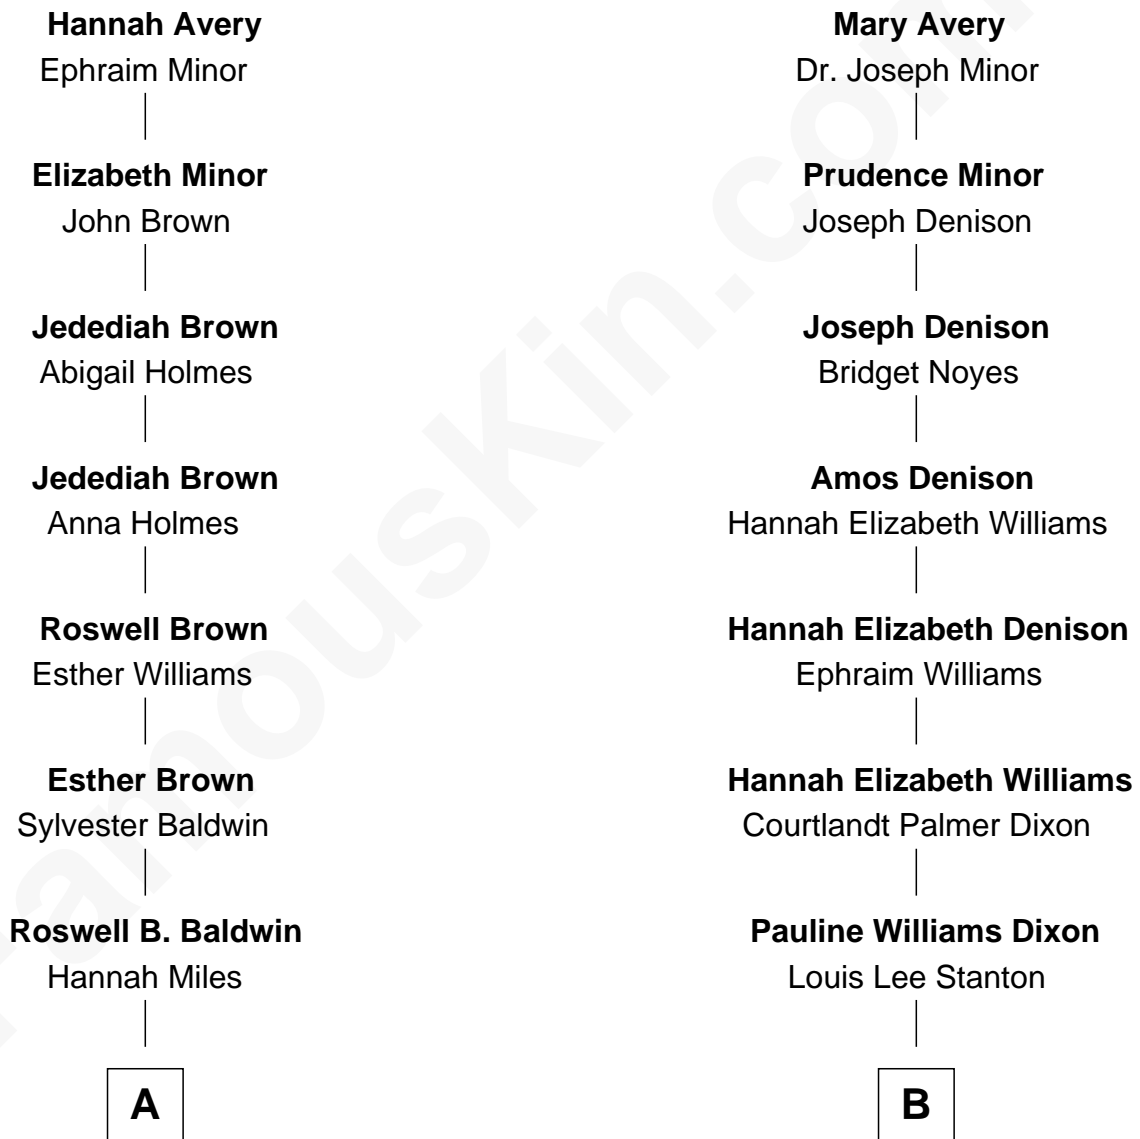 Hannah Avery
Ephraim Minor
Elizabeth Minor
John Brown
Jedediah Brown
Abigail Holmes
Jedediah Brown
Anna Holmes
Roswell Brown
Esther Williams
Esther Brown
Sylvester Baldwin
Roswell B. Baldwin
Hannah Miles
A
Mary Avery
Dr. Joseph Minor
Prudence Minor
Joseph Denison
Joseph Denison
Bridget Noyes
Amos Denison
Hannah Elizabeth Williams
Hannah Elizabeth Denison
Ephraim Williams
Hannah Elizabeth Williams
Courtlandt Palmer Dixon
Pauline Williams Dixon
Louis Lee Stanton
B
FamousKin.com